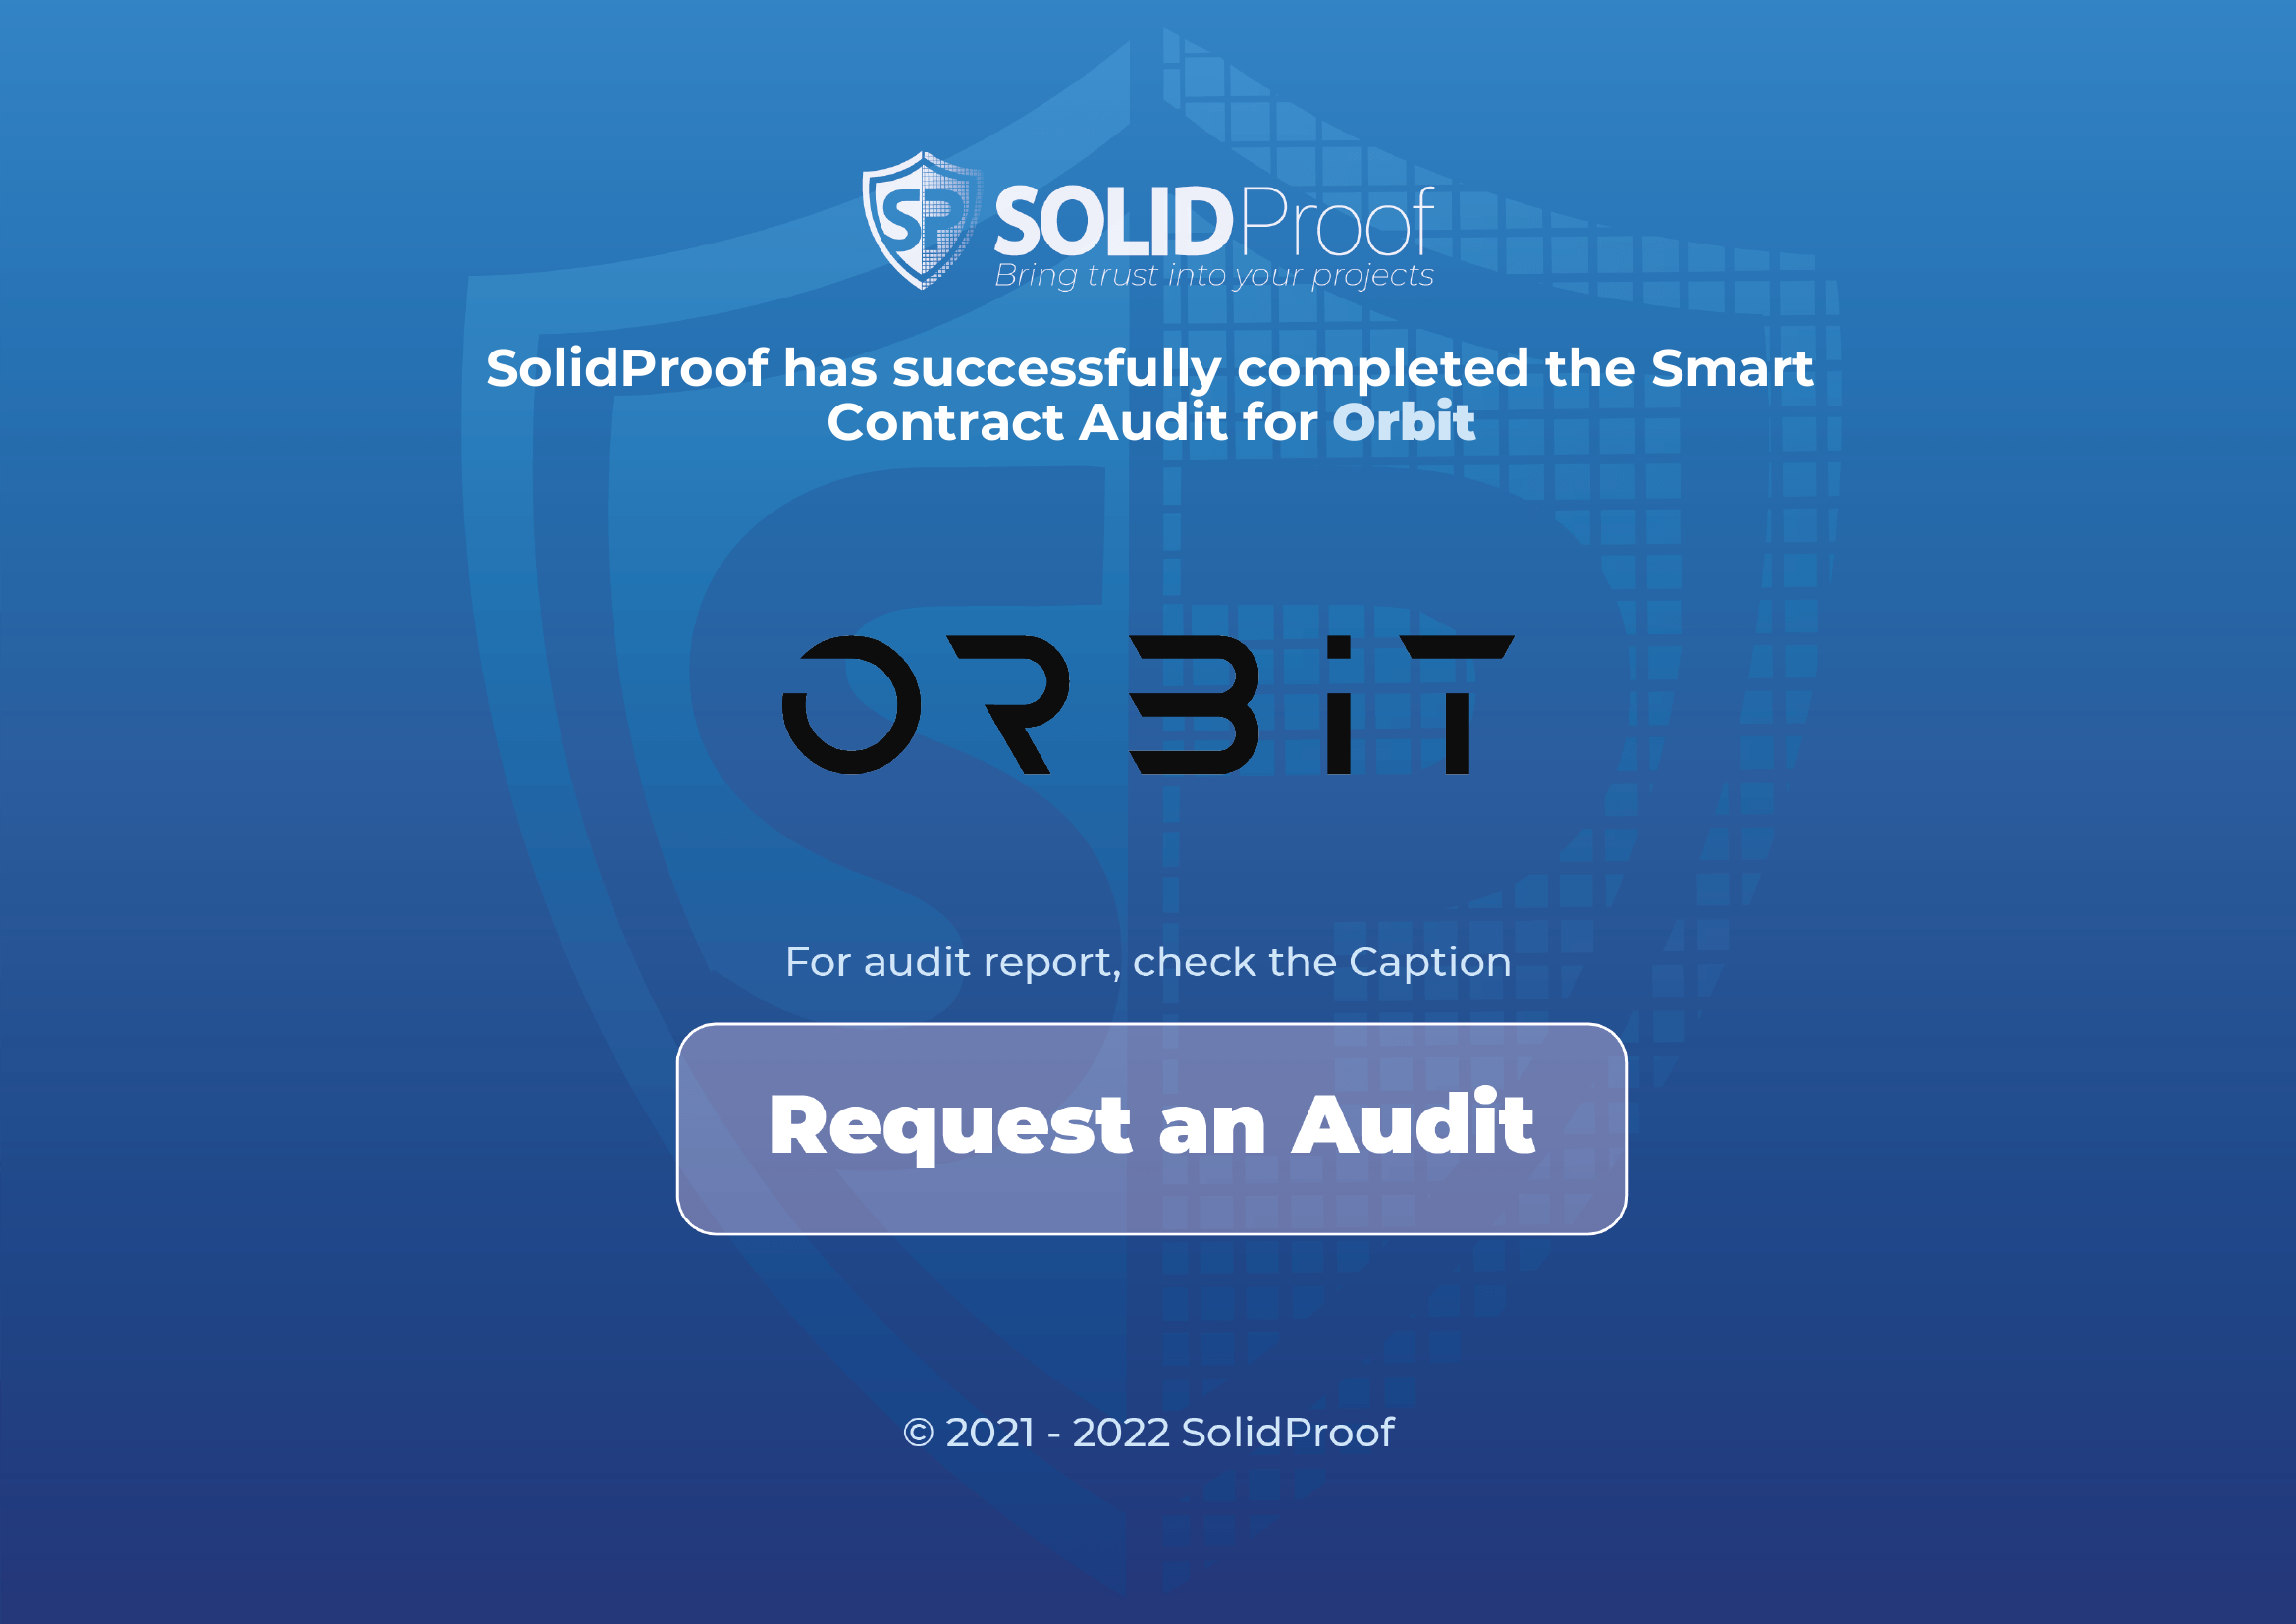 SP SOLIDProof
Bring trust into your projects
SolidProof has successfully completed the Smart
Contract Audit for Orbit
ORBiT
For audit report, check the Caption
Request an Audit
© 2021 - 2022 SolidProof